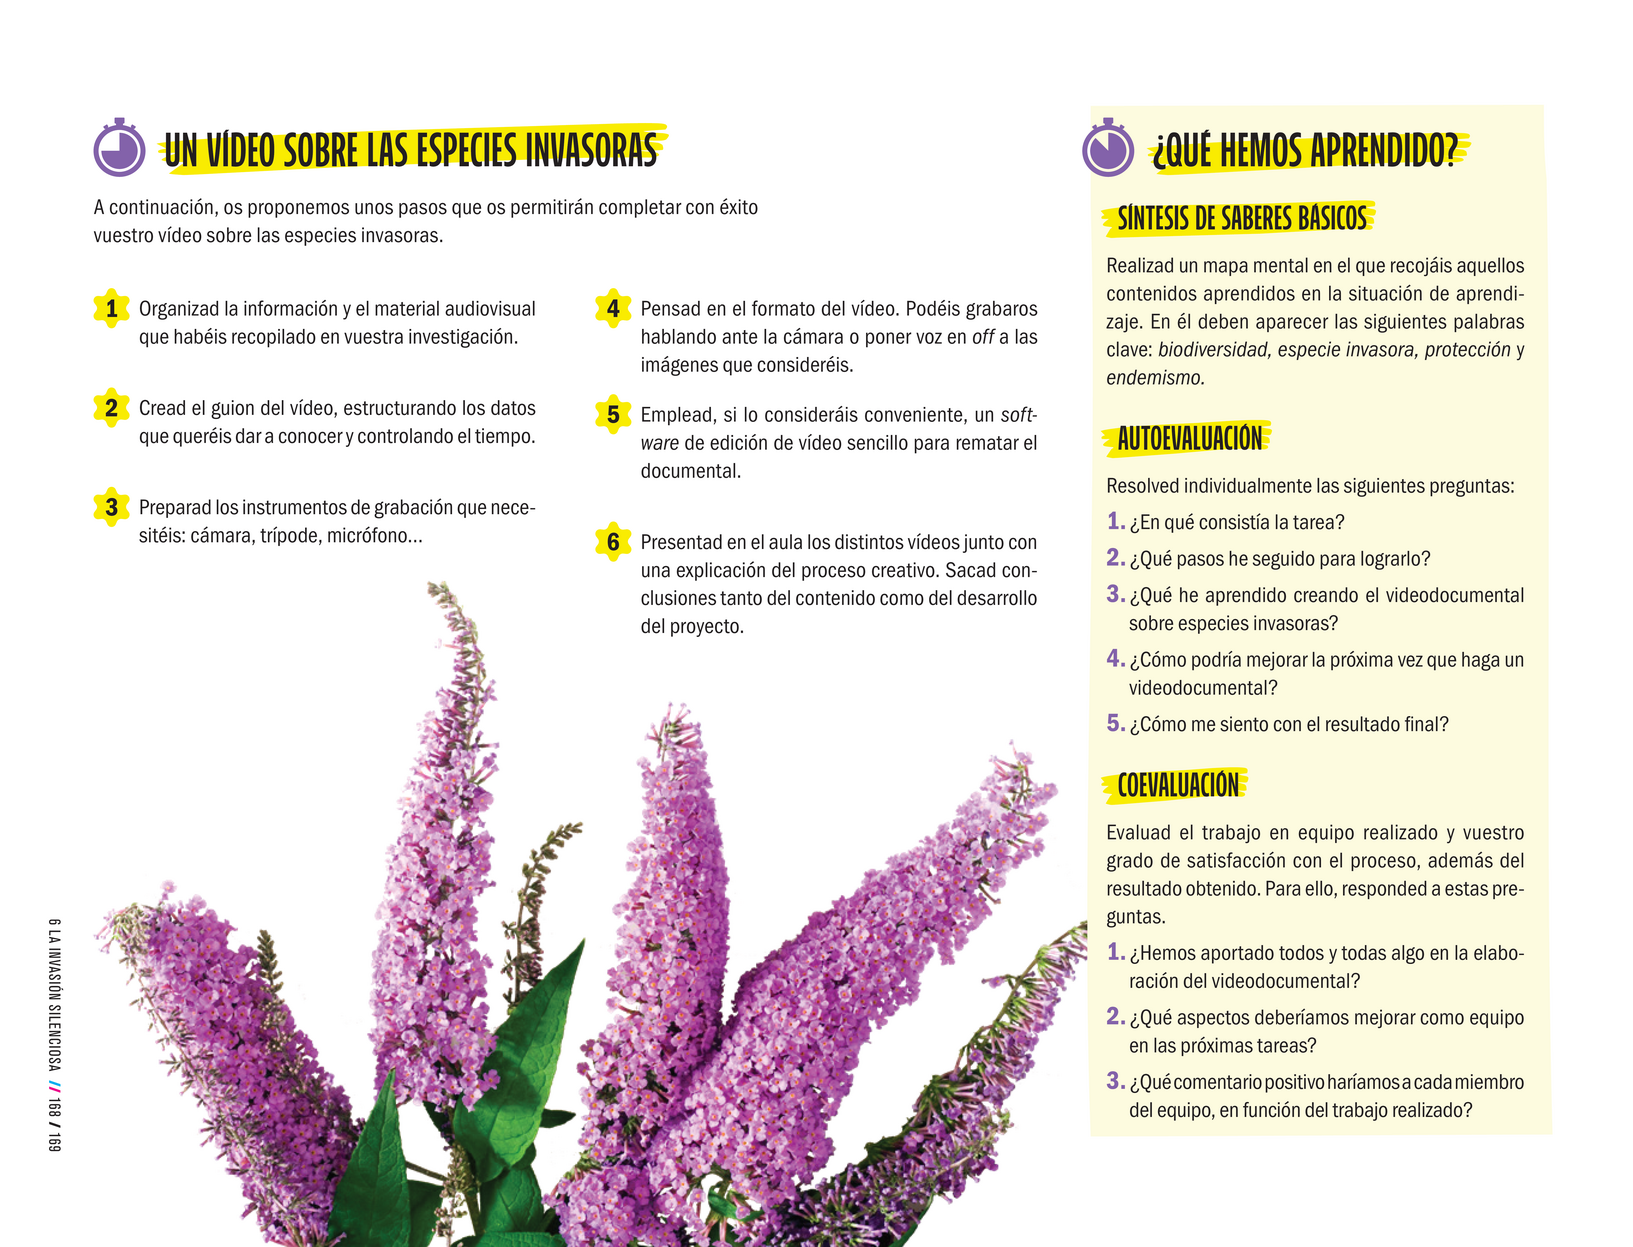 UN VÍDEO SOBRE LAS ESPECIES INVASORAS
A continuación, os proponemos unos pasos que os permitirán completar con éxito
vuestro vídeo sobre las especies invasoras.
1 Organizad la información y el material audiovisual
que habéis recopilado en vuestra investigación.
2 Cread el guion del vídeo, estructurando los datos
que queréis dar a conocer y controlando el tiempo.
3 Preparad los instrumentos de grabación que nece-
sitéis: cámara, trípode, micrófono...
4 Pensad en el formato del vídeo. Podéis grabaros
hablando ante la cámara o poner voz en off a las
imágenes que consideréis.
5 Emplead, si lo consideráis conveniente, un soft-
ware de edición de vídeo sencillo para rematar el
documental.
6 Presentad en el aula los distintos vídeos junto con
una explicación del proceso creativo. Sacad con-
clusiones tanto del contenido como del desarrollo
del proyecto.
¿QUÉ HEMOS APRENDIDO?
SÍNTESIS DE SABERES BÁSICOS
Realizad un mapa mental en el que recojáis aquellos
contenidos aprendidos en la situación de aprendi-
zaje. En él deben aparecer las siguientes palabras
clave: biodiversidad, especie invasora, protección y
endemismo.
AUTOEVALUACIÓN
Resolved individualmente las siguientes preguntas:
1. ¿En qué consistía la tarea?
2. ¿Qué pasos he seguido para lograrlo?
3. ¿Qué he aprendido creando el videodocumental
sobre especies invasoras?
4. ¿Cómo podría mejorar la próxima vez que haga un
videodocumental?
5. ¿Cómo me siento con el resultado final?
COEVALUACIÓN
Evaluad el trabajo en equipo realizado y vuestro
grado de satisfacción con el proceso, además del
resultado obtenido. Para ello, responded a estas pre-
guntas.
1. ¿Hemos aportado todos y todas algo en la elabo-
ración del videodocumental?
2. ¿Qué aspectos deberíamos mejorar como equipo
en las próximas tareas?
3. ¿Qué comentario positivo haríamos a cada miembro
del equipo, en función del trabajo realizado?
6 LA INVASIÓN SILENCIOSA // 168 / 169